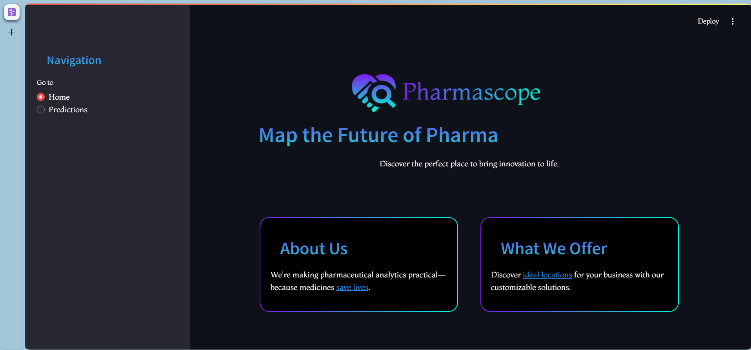 Deploy
Navigation
Go to
Home
Predictions
Pharmascope
Map the Future of Pharma
Discover the perfect place to bring innovation to life.
About Us
We're making pharmaceutical analytics practical—
because medicines save lives.
What We Offer
Discover ideal locations for your business with our
customizable solutions.